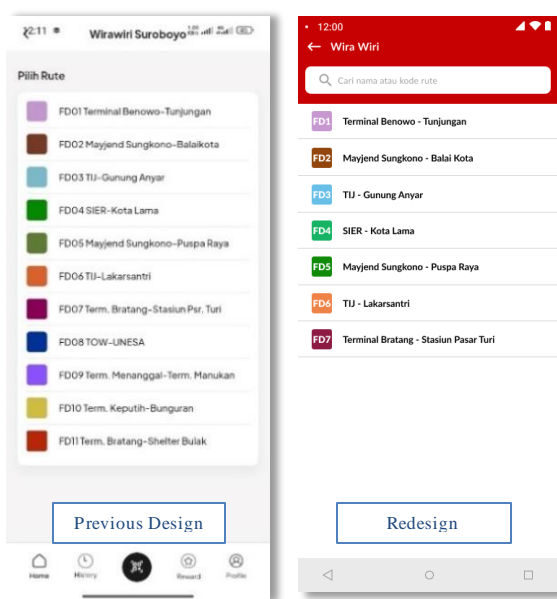 22:11
Wirawiri Suroboyo
Pilih Rute
FD01 Terminal Benowo-Tunjungan
FD02 Mayjend Sungkono-Balaikota
FD03 TIJ-Gunung Anyar
FD04 SIER-Kota Lama
FD05 Mayjend Sungkono-Puspa Raya
FD06 TIJ-Lakarsantri
FD07 Term. Bratang-Stasiun Psr. Turi
FD08 TOW-UNESA
FD09 Term. Menanggal-Term. Manukan
FD10 Term. Keputih-Bunguran
FD11 Term. Bratang-Shelter Bulak
Previous Design
Home History Reward Profile
12:00
Wira Wiri
Cari nama atau kode rute
FD1 Terminal Benowo - Tunjungan
FD2 Mayjend Sungkono - Balai Kota
FD3 TIJ - Gunung Anyar
FD4 SIER - Kota Lama
FD5 Mayjend Sungkono - Puspa Raya
FD6 TIJ - Lakarsantri
FD7 Terminal Bratang - Stasiun Pasar Turi
Redesign